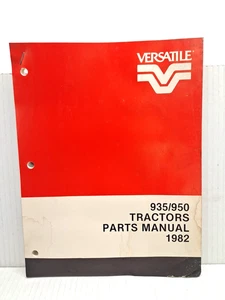 VERSATILE
935/950
TRACTORS
PARTS MANUAL
1982